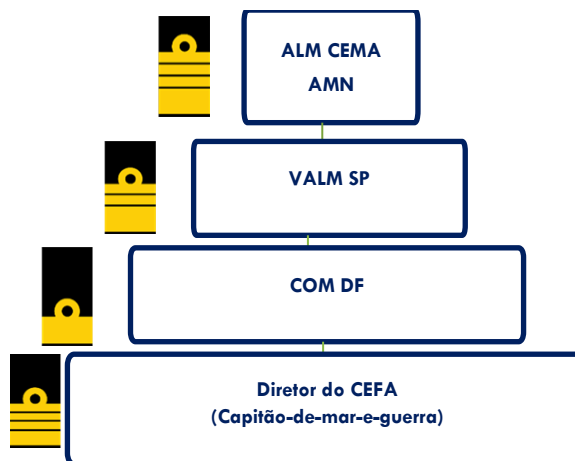 ALM CEMA
AMN
VALM SP
COM DF
Diretor do CEFA
(Capitão-de-mar-e-guerra)